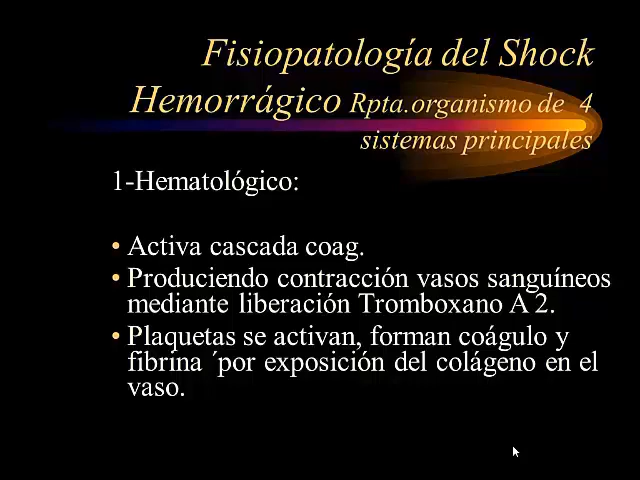 Fisiopatología del Shock
Hemorrágico Rpta.organismo de 4
sistemas principales
1-Hematológico:
• Activa cascada coag.
• Produciendo contracción vasos sanguíneos
mediante liberación Tromboxano A 2.
• Plaquetas se activan, forman coágulo y
fibrina ´por exposición del colágeno en el
vaso.